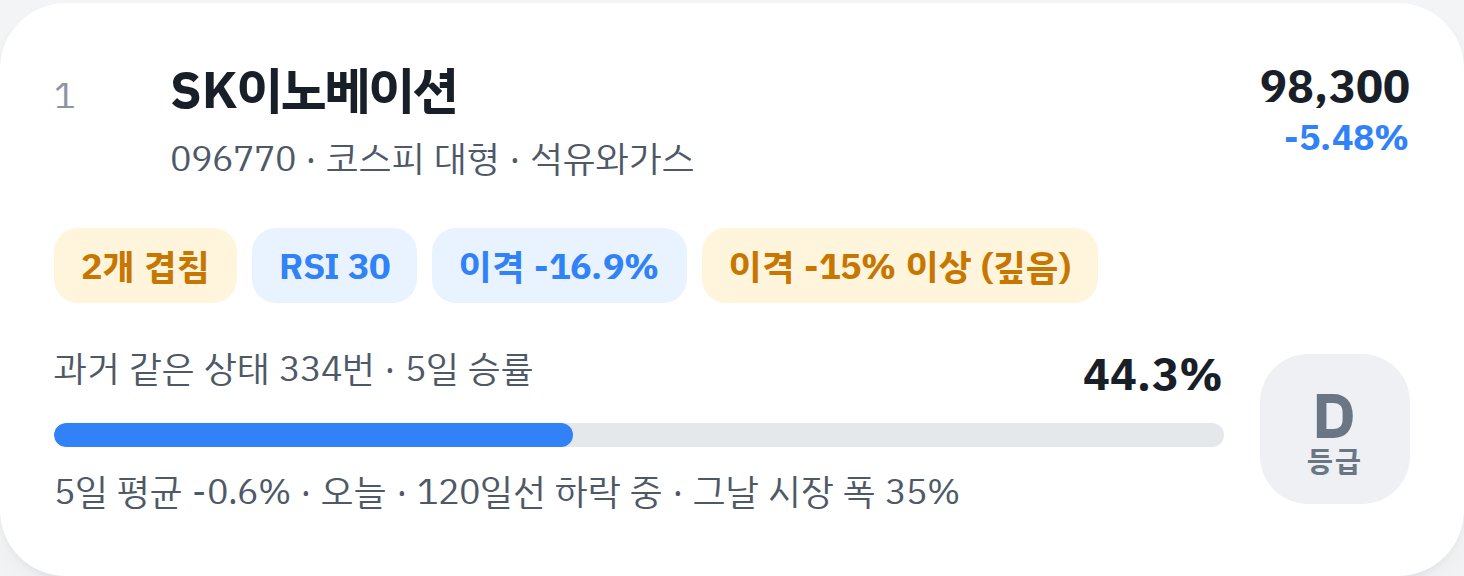 1
SK이노베이션
98,300
096770 · 코스피 대형 · 석유와가스
-5.48%
2개 겹침
RSI 30
이격 -16.9%
이격 -15% 이상 (깊음)
과거 같은 상태 334번 · 5일 승률
44.3%
D
등급
5일 평균 -0.6% · 오늘 · 120일선 하락 중 · 그날 시장 폭 35%